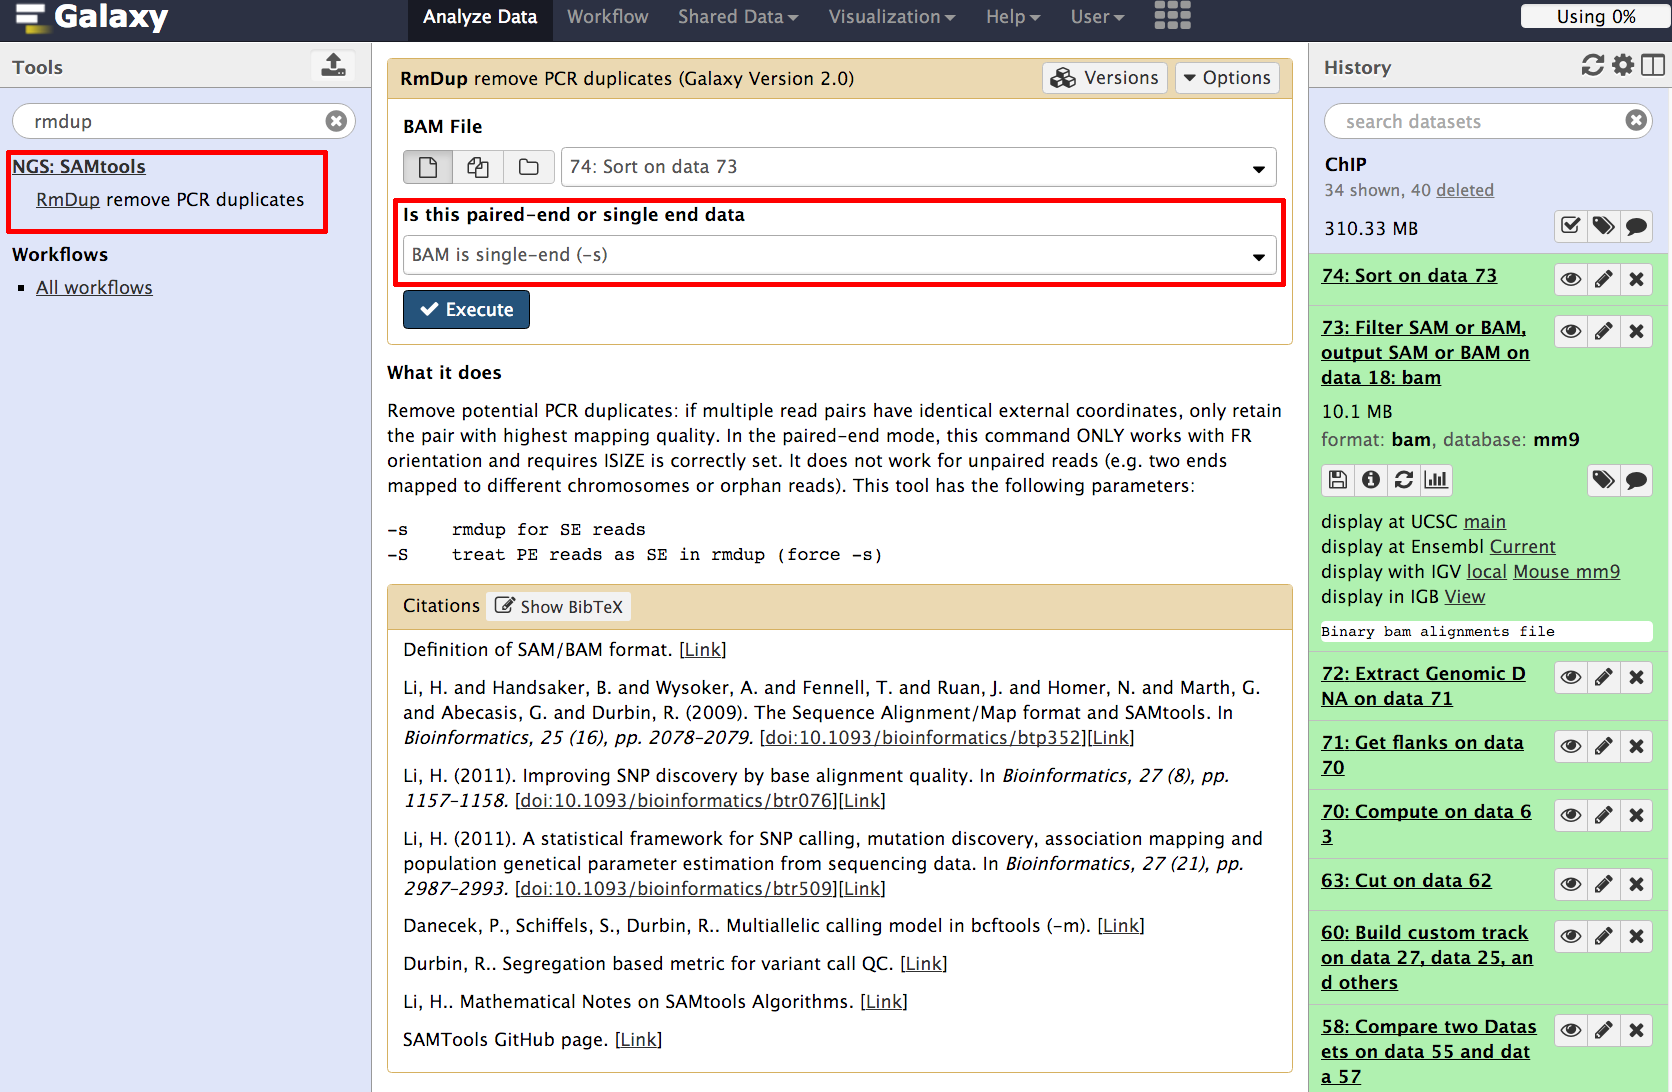 Galaxy
Analyze Data
Workflow
Shared Data
Visualization
Help
User
Using 0%
Tools
rmdup
NGS: SAMtools
RmDup remove PCR duplicates
Workflows
All workflows
RmDup remove PCR duplicates (Galaxy Version 2.0)
Versions
Options
BAM File
74: Sort on data 73
Is this paired-end or single end data
BAM is single-end (-s)
Execute
What it does
Remove potential PCR duplicates: if multiple read pairs have identical external coordinates, only retain
the pair with highest mapping quality. In the paired-end mode, this command ONLY works with FR
orientation and requires ISIZE is correctly set. It does not work for unpaired reads (e.g. two ends
mapped to different chromosomes or orphan reads). This tool has the following parameters:
-s    rmdup for SE reads
-S    treat PE reads as SE in rmdup (force -s)
Citations
Show BibTeX
Definition of SAM/BAM format. [Link]
Li, H. and Handsaker, B. and Wysoker, A. and Fennell, T. and Ruan, J. and Homer, N. and Marth, G.
and Abecasis, G. and Durbin, R. (2009). The Sequence Alignment/Map format and SAMtools. In
Bioinformatics, 25 (16), pp. 2078–2079. [doi:10.1093/bioinformatics/btp352][Link]
Li, H. (2011). Improving SNP discovery by base alignment quality. In Bioinformatics, 27 (8), pp.
1157–1158. [doi:10.1093/bioinformatics/btr076][Link]
Li, H. (2011). A statistical framework for SNP calling, mutation discovery, association mapping and
population genetical parameter estimation from sequencing data. In Bioinformatics, 27 (21), pp.
2987–2993. [doi:10.1093/bioinformatics/btr509][Link]
Danecek, P., Schiffels, S., Durbin, R.. Multiallelic calling model in bcftools (-m). [Link]
Durbin, R.. Segregation based metric for variant call QC. [Link]
Li, H.. Mathematical Notes on SAMtools Algorithms. [Link]
SAMTools GitHub page. [Link]
History
search datasets
ChIP
34 shown, 40 deleted
310.33 MB
74: Sort on data 73
73: Filter SAM or BAM,
output SAM or BAM on
data 18: bam
10.1 MB
format: bam, database: mm9
display at UCSC main
display at Ensembl Current
display with IGV local Mouse mm9
display in IGB View
Binary bam alignments file
72: Extract Genomic D
NA on data 71
71: Get flanks on data
70
70: Compute on data 6
3
63: Cut on data 62
60: Build custom track
on data 27, data 25, an
d others
58: Compare two Datas
ets on data 55 and dat
a 57